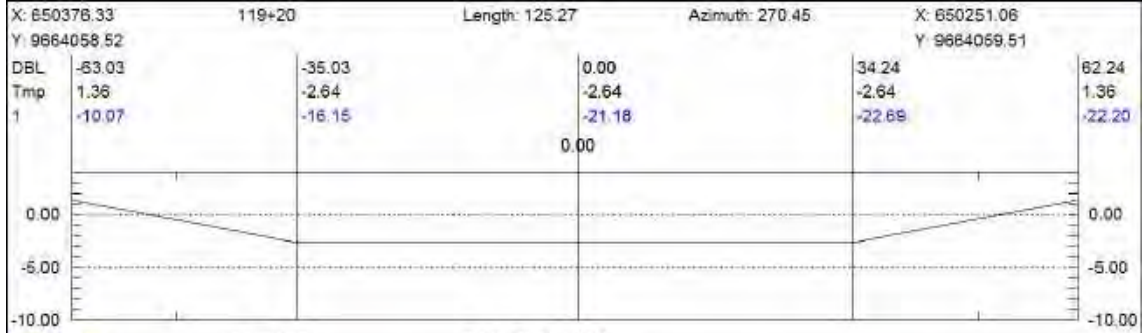 X: 650376.33 119+20 Length: 125.27 Azimuth: 270.45 X: 650251.06
Y: 9664058.52 Y: 9664059.51
DBL -63.03 -35.03 0.00 34.24 62.24
Tmp 1.36 -2.64 -2.64 -2.64 1.36
1 -10.07 -16.15 -21.18 -22.69 -22.20
0.00
0.00 0.00
-5.00 -5.00
-10.00 -10.00